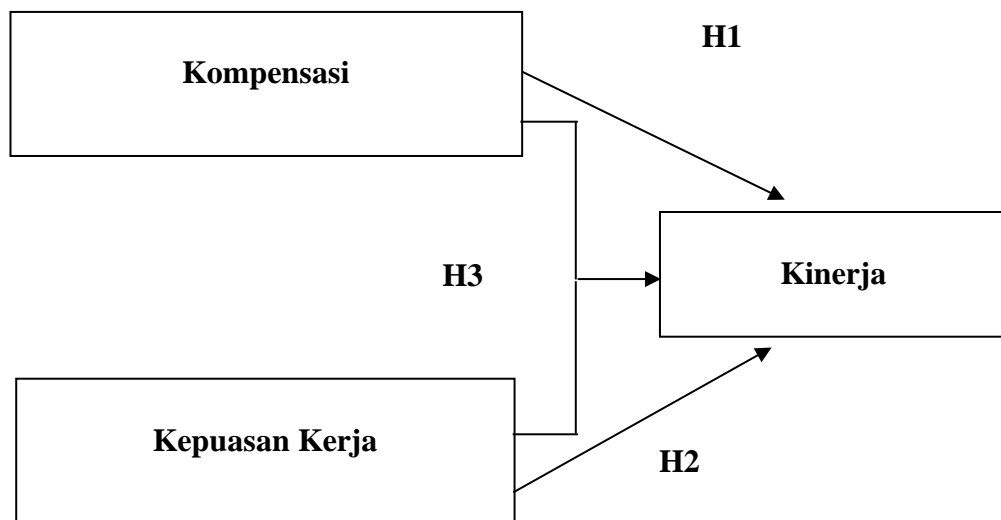 H1
Kompensasi
Kinerja
H3
Kepuasan Kerja
H2